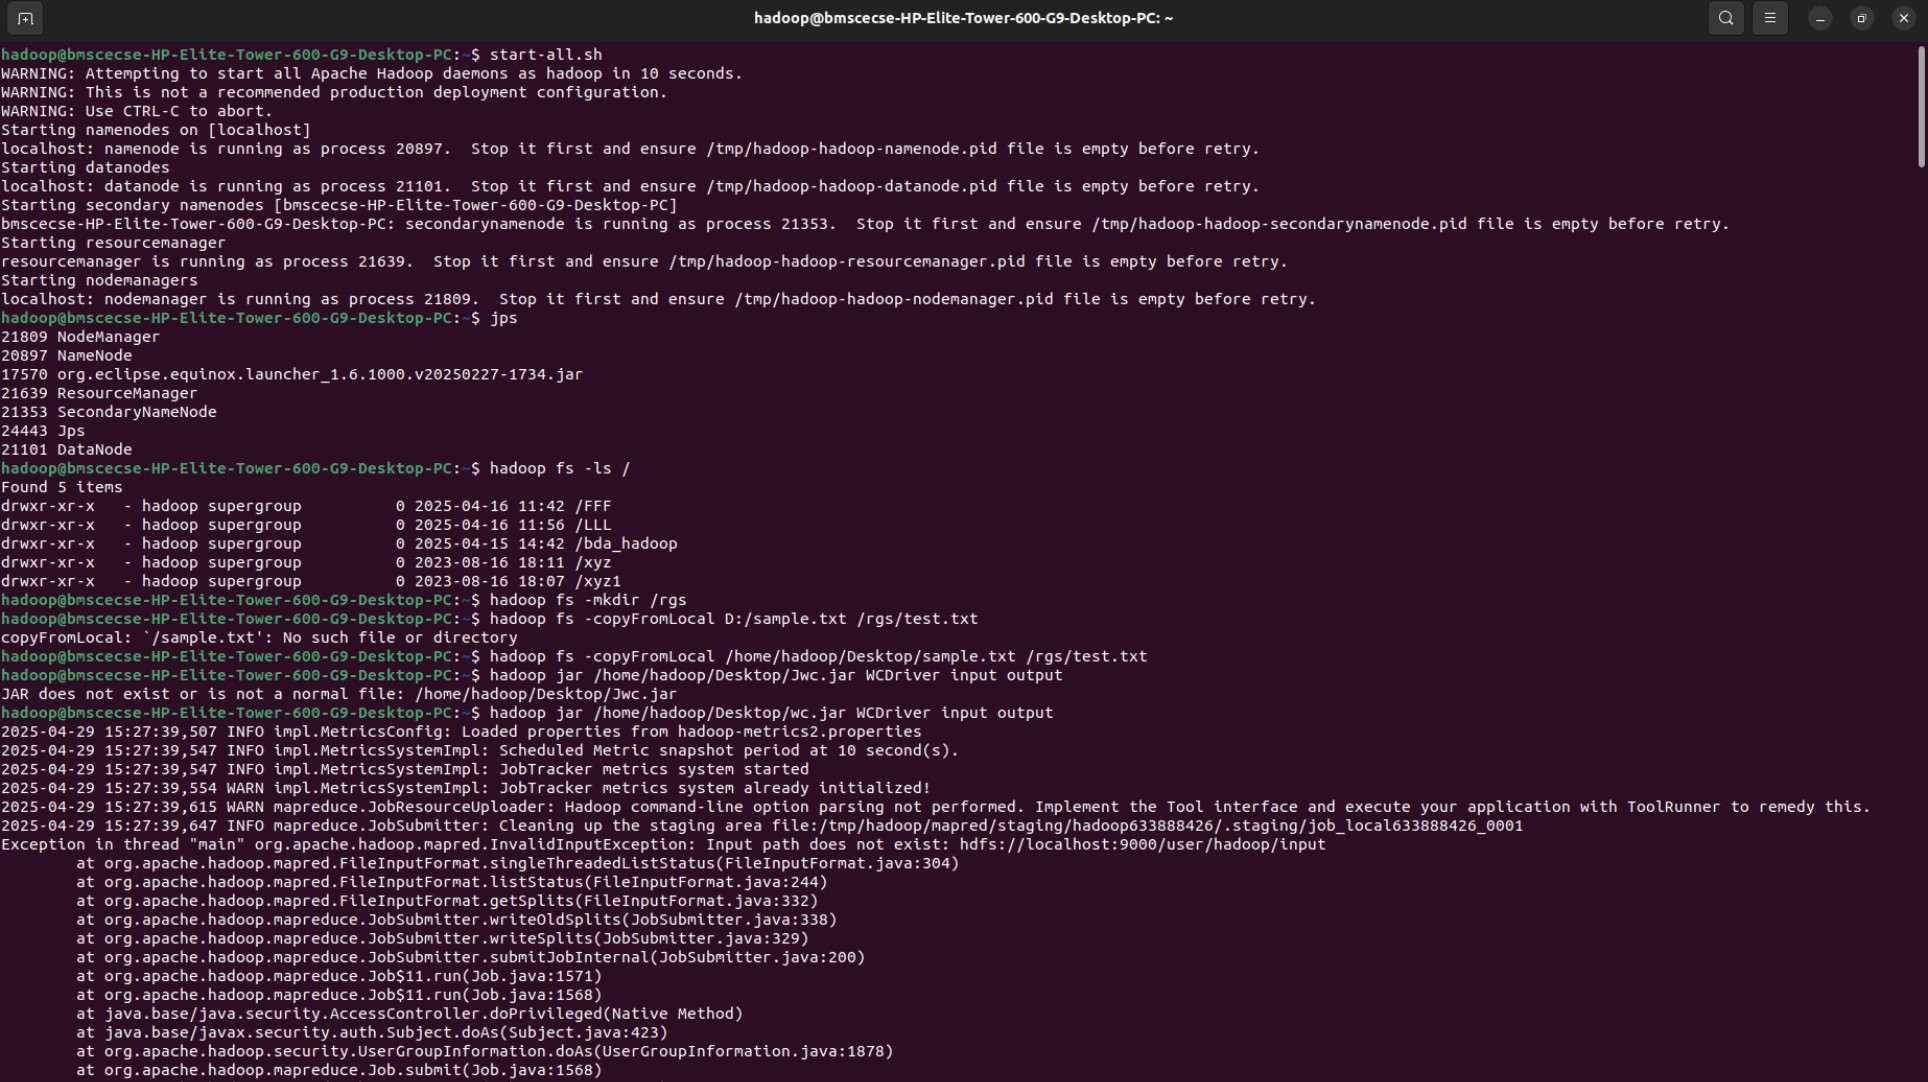 hadoop@bmscecse-HP-Elite-Tower-600-G9-Desktop-PC: ~
hadoop@bmscecse-HP-Elite-Tower-600-G9-Desktop-PC:~$ start-all.sh
WARNING: Attempting to start all Apache Hadoop daemons as hadoop in 10 seconds.
WARNING: This is not a recommended production deployment configuration.
WARNING: Use CTRL-C to abort.
Starting namenodes on [localhost]
localhost: namenode is running as process 20897.  Stop it first and ensure /tmp/hadoop-hadoop-namenode.pid file is empty before retry.
Starting datanodes
localhost: datanode is running as process 21101.  Stop it first and ensure /tmp/hadoop-hadoop-datanode.pid file is empty before retry.
Starting secondary namenodes [bmscecse-HP-Elite-Tower-600-G9-Desktop-PC]
bmscecse-HP-Elite-Tower-600-G9-Desktop-PC: secondarynamenode is running as process 21353.  Stop it first and ensure /tmp/hadoop-hadoop-secondarynamenode.pid file is empty before retry.
Starting resourcemanager
resourcemanager is running as process 21639.  Stop it first and ensure /tmp/hadoop-hadoop-resourcemanager.pid file is empty before retry.
Starting nodemanagers
localhost: nodemanager is running as process 21809.  Stop it first and ensure /tmp/hadoop-hadoop-nodemanager.pid file is empty before retry.
hadoop@bmscecse-HP-Elite-Tower-600-G9-Desktop-PC:~$ jps
21809 NodeManager
20897 NameNode
17570 org.eclipse.equinox.launcher_1.6.1000.v20250227-1734.jar
21639 ResourceManager
21353 SecondaryNameNode
24443 Jps
21101 DataNode
hadoop@bmscecse-HP-Elite-Tower-600-G9-Desktop-PC:~$ hadoop fs -ls /
Found 5 items
drwxr-xr-x   - hadoop supergroup          0 2025-04-16 11:42 /FFF
drwxr-xr-x   - hadoop supergroup          0 2025-04-16 11:56 /LLL
drwxr-xr-x   - hadoop supergroup          0 2025-04-15 14:42 /bda_hadoop
drwxr-xr-x   - hadoop supergroup          0 2023-08-16 18:11 /xyz
drwxr-xr-x   - hadoop supergroup          0 2023-08-16 18:07 /xyz1
hadoop@bmscecse-HP-Elite-Tower-600-G9-Desktop-PC:~$ hadoop fs -mkdir /rgs
hadoop@bmscecse-HP-Elite-Tower-600-G9-Desktop-PC:~$ hadoop fs -copyFromLocal D:/sample.txt /rgs/test.txt
copyFromLocal: `/sample.txt': No such file or directory
hadoop@bmscecse-HP-Elite-Tower-600-G9-Desktop-PC:~$ hadoop fs -copyFromLocal /home/hadoop/Desktop/sample.txt /rgs/test.txt
hadoop@bmscecse-HP-Elite-Tower-600-G9-Desktop-PC:~$ hadoop jar /home/hadoop/Desktop/Jwc.jar WCDriver input output
JAR does not exist or is not a normal file: /home/hadoop/Desktop/Jwc.jar
hadoop@bmscecse-HP-Elite-Tower-600-G9-Desktop-PC:~$ hadoop jar /home/hadoop/Desktop/wc.jar WCDriver input output
2025-04-29 15:27:39,507 INFO impl.MetricsConfig: Loaded properties from hadoop-metrics2.properties
2025-04-29 15:27:39,547 INFO impl.MetricsSystemImpl: Scheduled Metric snapshot period at 10 second(s).
2025-04-29 15:27:39,547 INFO impl.MetricsSystemImpl: JobTracker metrics system started
2025-04-29 15:27:39,554 WARN impl.MetricsSystemImpl: JobTracker metrics system already initialized!
2025-04-29 15:27:39,615 WARN mapreduce.JobResourceUploader: Hadoop command-line option parsing not performed. Implement the Tool interface and execute your application with ToolRunner to remedy this.
2025-04-29 15:27:39,647 INFO mapreduce.JobSubmitter: Cleaning up the staging area file:/tmp/hadoop/mapred/staging/hadoop633888426/.staging/job_local633888426_0001
Exception in thread "main" org.apache.hadoop.mapred.InvalidInputException: Input path does not exist: hdfs://localhost:9000/user/hadoop/input
        at org.apache.hadoop.mapred.FileInputFormat.singleThreadedListStatus(FileInputFormat.java:304)
        at org.apache.hadoop.mapred.FileInputFormat.listStatus(FileInputFormat.java:244)
        at org.apache.hadoop.mapred.FileInputFormat.getSplits(FileInputFormat.java:332)
        at org.apache.hadoop.mapreduce.JobSubmitter.writeOldSplits(JobSubmitter.java:338)
        at org.apache.hadoop.mapreduce.JobSubmitter.writeSplits(JobSubmitter.java:329)
        at org.apache.hadoop.mapreduce.JobSubmitter.submitJobInternal(JobSubmitter.java:200)
        at org.apache.hadoop.mapreduce.Job$11.run(Job.java:1571)
        at org.apache.hadoop.mapreduce.Job$11.run(Job.java:1568)
        at java.base/java.security.AccessController.doPrivileged(Native Method)
        at java.base/javax.security.auth.Subject.doAs(Subject.java:423)
        at org.apache.hadoop.security.UserGroupInformation.doAs(UserGroupInformation.java:1878)
        at org.apache.hadoop.mapreduce.Job.submit(Job.java:1568)